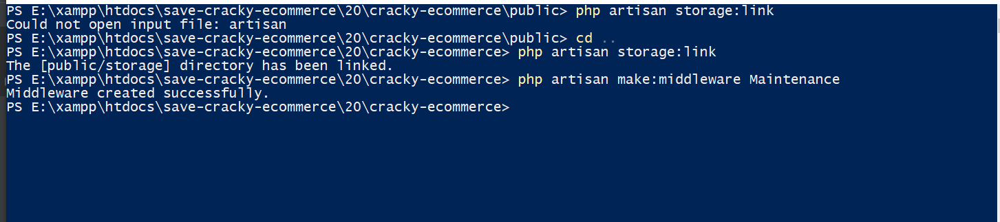 PS E:\xampp\htdocs\save-cracky-ecommerce\20\cracky-ecommerce\public> php artisan storage:link
Could not open input file: artisan
PS E:\xampp\htdocs\save-cracky-ecommerce\20\cracky-ecommerce\public> cd ..
PS E:\xampp\htdocs\save-cracky-ecommerce\20\cracky-ecommerce> php artisan storage:link
The [public/storage] directory has been linked.
PS E:\xampp\htdocs\save-cracky-ecommerce\20\cracky-ecommerce> php artisan make:middleware Maintenance
Middleware created successfully.
PS E:\xampp\htdocs\save-cracky-ecommerce\20\cracky-ecommerce>